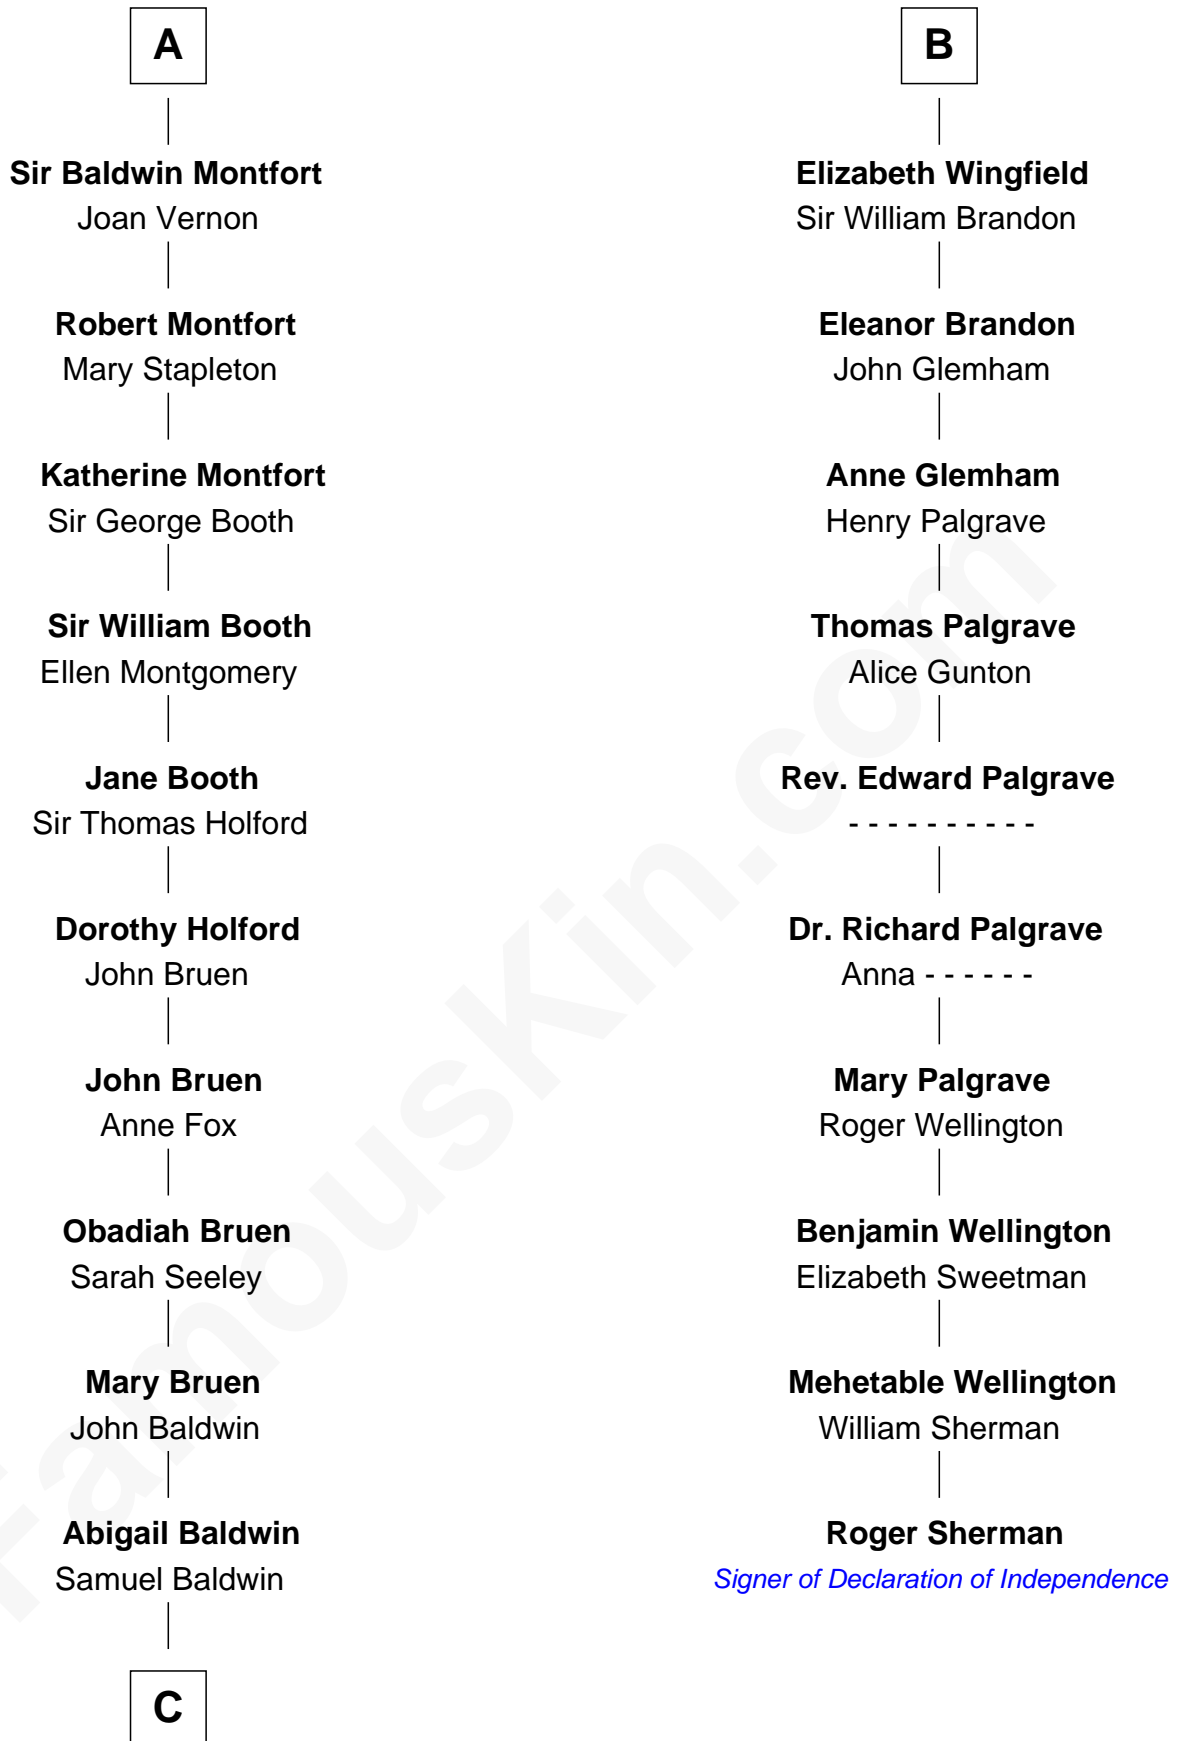 A
Sir Baldwin Montfort
Joan Vernon
Robert Montfort
Mary Stapleton
Katherine Montfort
Sir George Booth
Sir William Booth
Ellen Montgomery
Jane Booth
Sir Thomas Holford
Dorothy Holford
John Bruen
John Bruen
Anne Fox
Obadiah Bruen
Sarah Seeley
Mary Bruen
John Baldwin
Abigail Baldwin
Samuel Baldwin
C
B
Elizabeth Wingfield
Sir William Brandon
Eleanor Brandon
John Glemham
Anne Glemham
Henry Palgrave
Thomas Palgrave
Alice Gunton
Rev. Edward Palgrave
- - - - - - - - - -
Dr. Richard Palgrave
Anna - - - - - -
Mary Palgrave
Roger Wellington
Benjamin Wellington
Elizabeth Sweetman
Mehetable Wellington
William Sherman
Roger Sherman
Signer of Declaration of Independence
FamousKin.com